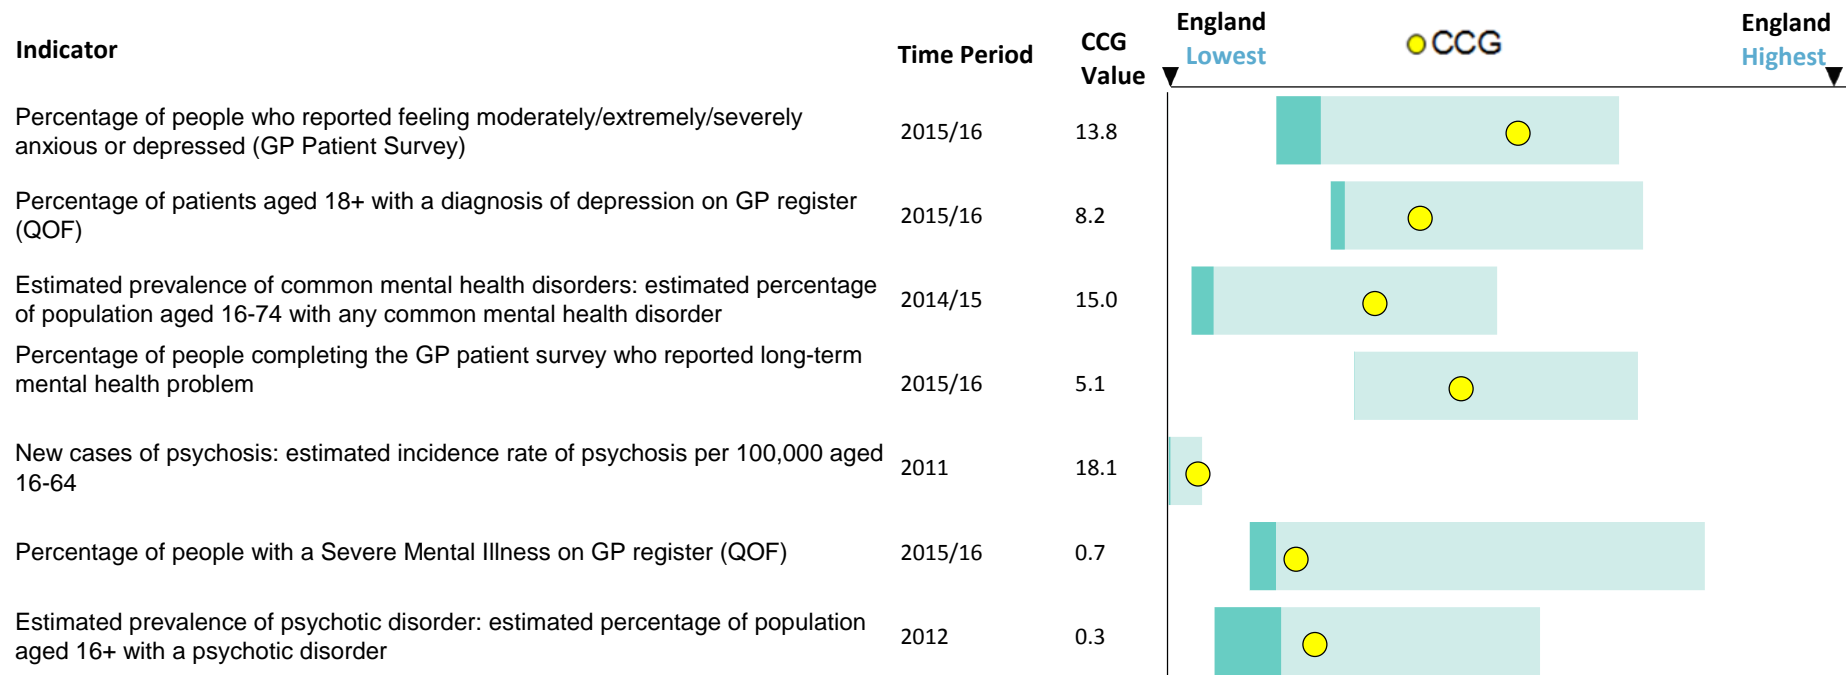 Indicator
Time Period
CCG
Value
England
Lowest
CCG
England
Highest
Percentage of people who reported feeling moderately/extremely/severely
anxious or depressed (GP Patient Survey)
2015/16
13.8
Percentage of patients aged 18+ with a diagnosis of depression on GP register
(QOF)
2015/16
8.2
Estimated prevalence of common mental health disorders: estimated percentage
of population aged 16-74 with any common mental health disorder
2014/15
15.0
Percentage of people completing the GP patient survey who reported long-term
mental health problem
2015/16
5.1
New cases of psychosis: estimated incidence rate of psychosis per 100,000 aged
16-64
2011
18.1
Percentage of people with a Severe Mental Illness on GP register (QOF)
2015/16
0.7
Estimated prevalence of psychotic disorder: estimated percentage of population
aged 16+ with a psychotic disorder
2012
0.3